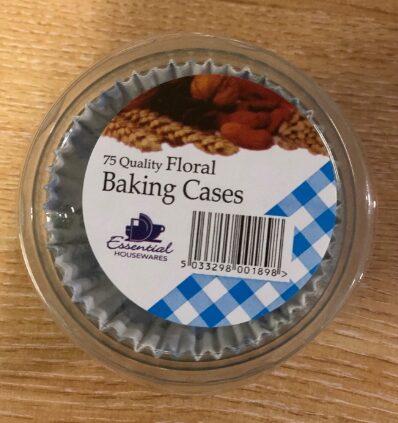 75 Quality Floral
Baking Cases
Essential
HOUSEWARES
5 033298 001898 >